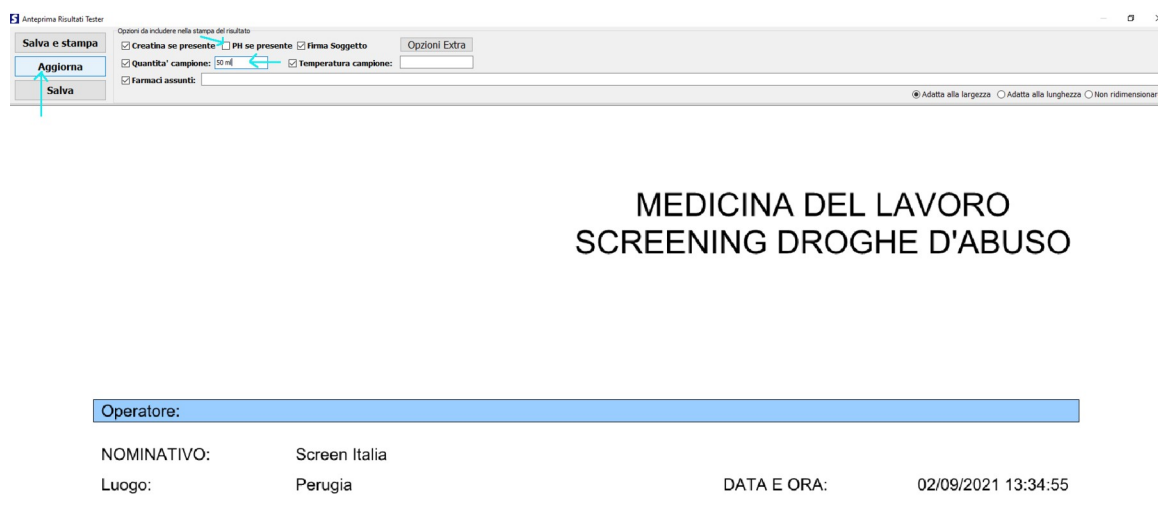 Anteprima Risultati Tester
Opzioni da includere nella stampa del risultato
Salva e stampa
Creatina se presente PH se presente Firma Soggetto Opzioni Extra
Aggiorna
Quantita' campione: 50 ml Temperatura campione:
Farmaci assunti:
Salva
Adatta alla largezza Adatta alla lunghezza Non ridimensionar
MEDICINA DEL LAVORO
SCREENING DROGHE D'ABUSO
Operatore:
NOMINATIVO: Screen Italia
Luogo: Perugia DATA E ORA: 02/09/2021 13:34:55